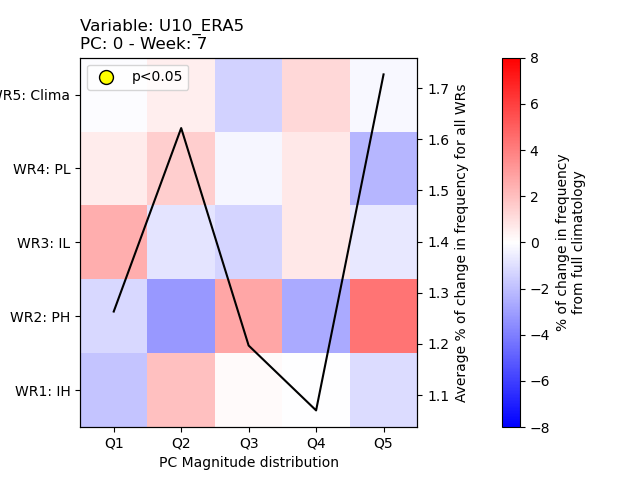 Variable: U10_ERA5
PC: 0 - Week: 7
p<0.05
WR5: Clima
WR4: PL
WR3: IL
WR2: PH
WR1: IH
Q1 Q2 Q3 Q4 Q5
PC Magnitude distribution
1.7
1.6
1.5
1.4
1.3
1.2
1.1
Average % of change in frequency for all WRs
8
6
4
2
0
−2
−4
−6
−8
% of change in frequency
from full climatology